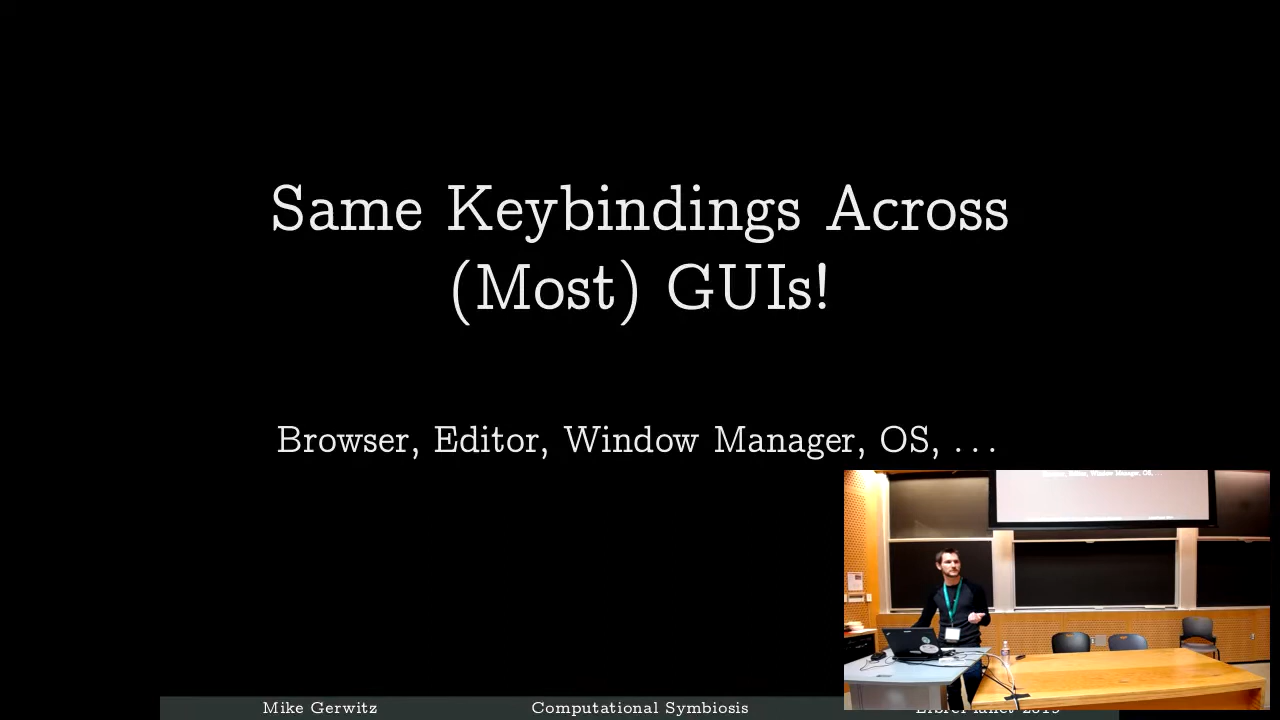 Same Keybindings Across
(Most) GUIs!
Browser, Editor, Window Manager, OS, ...
Mike Gerwitz
Computational Symbiosis